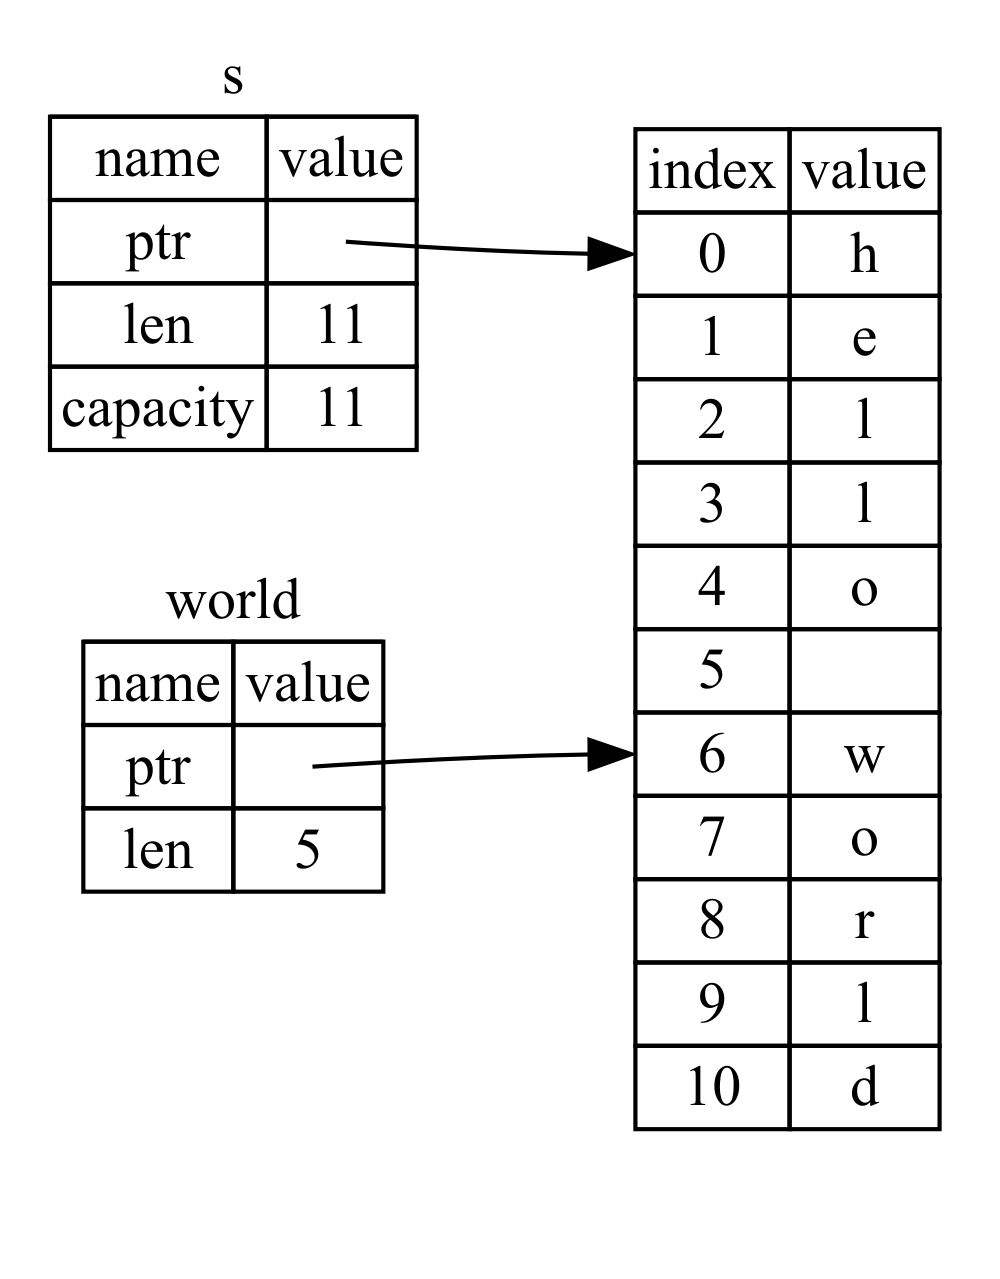 s
name value
ptr
len 11
capacity 11
world
name value
ptr
len 5
index value
0 h
1 e
2 l
3 l
4 o
5
6 w
7 o
8 r
9 l
10 d